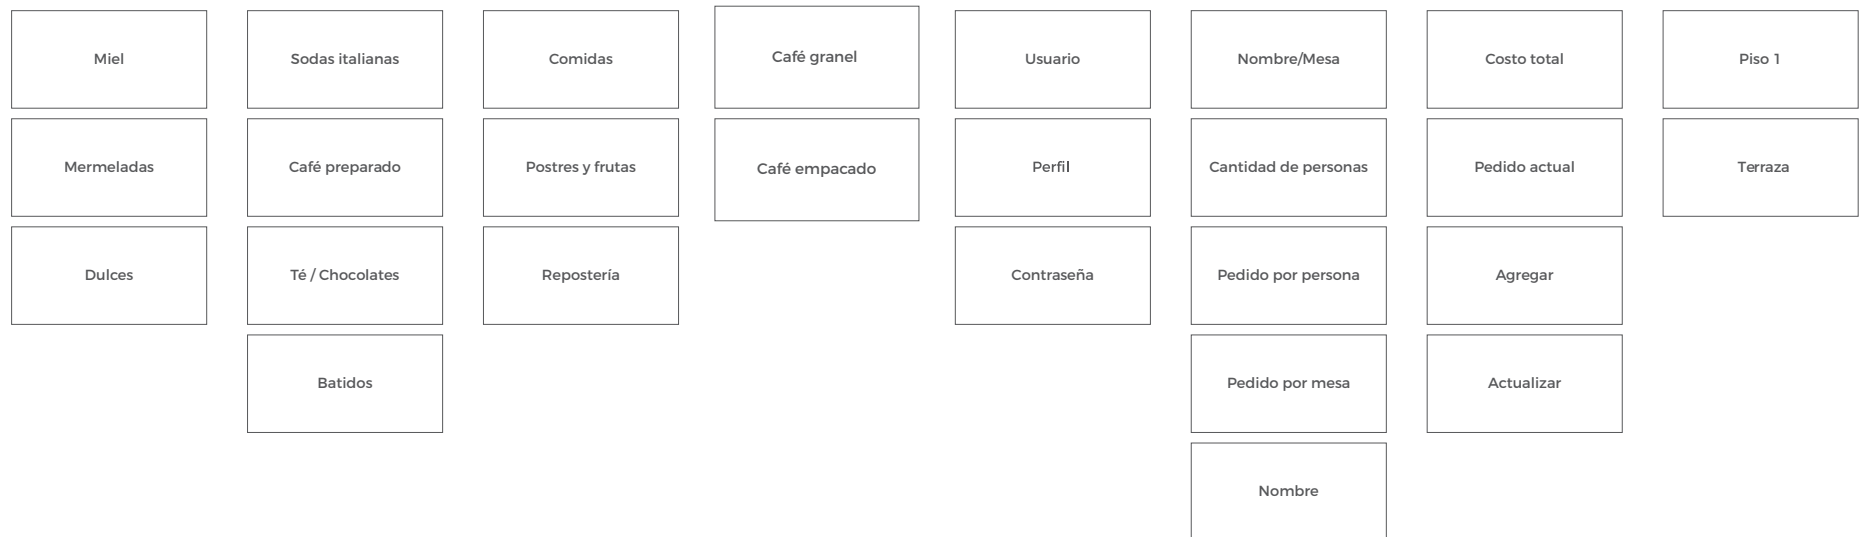 Miel
Mermeladas
Dulces
Sodas italianas
Café preparado
Té / Chocolates
Batidos
Comidas
Postres y frutas
Repostería
Café granel
Café empacado
Usuario
Perfil
Contraseña
Nombre/Mesa
Cantidad de personas
Pedido por persona
Pedido por mesa
Nombre
Costo total
Pedido actual
Agregar
Actualizar
Piso 1
Terraza